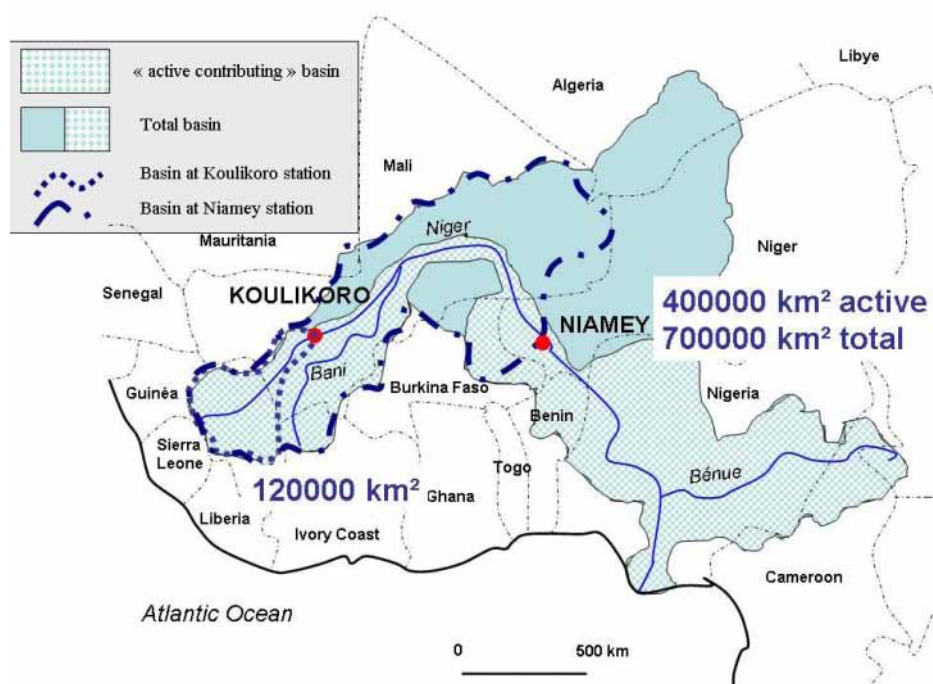 « active contributing » basin
Total basin
Basin at Koulikoro station
Basin at Niamey station
Libye
Algeria
Mali
Mauritania
Niger
Niger
Senegal
KOULIKORO
400000 km² active
700000 km² total
NIAMEY
Bani
Guinéa
Burkina Faso
Nigeria
Benin
Sierra
Leone
Togo
Bénue
120000 km²
Ghana
Liberia
Ivory Coast
Cameroon
Atlantic Ocean
0
500 km